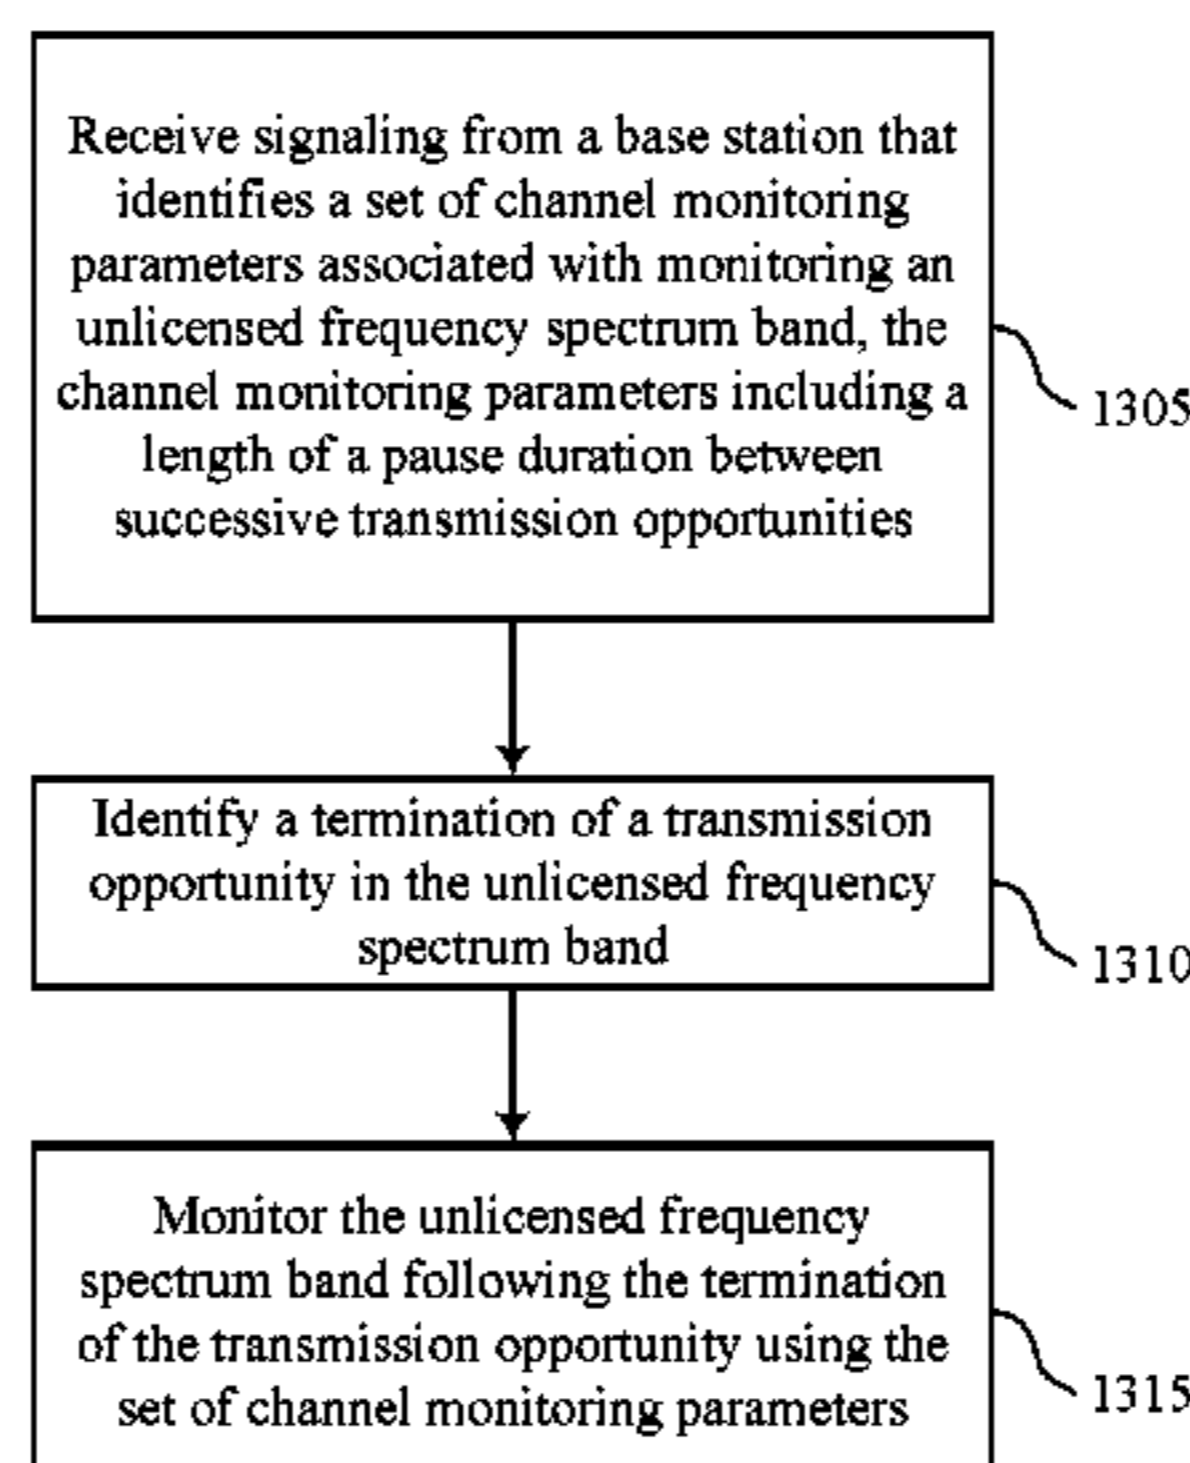 Receive signaling from a base station that
identifies a set of channel monitoring
parameters associated with monitoring an
unlicensed frequency spectrum band, the
channel monitoring parameters including a
length of a pause duration between
successive transmission opportunities
1305
Identify a termination of a transmission
opportunity in the unlicensed frequency
spectrum band
1310
Monitor the unlicensed frequency
spectrum band following the termination
of the transmission opportunity using the
set of channel monitoring parameters
1315